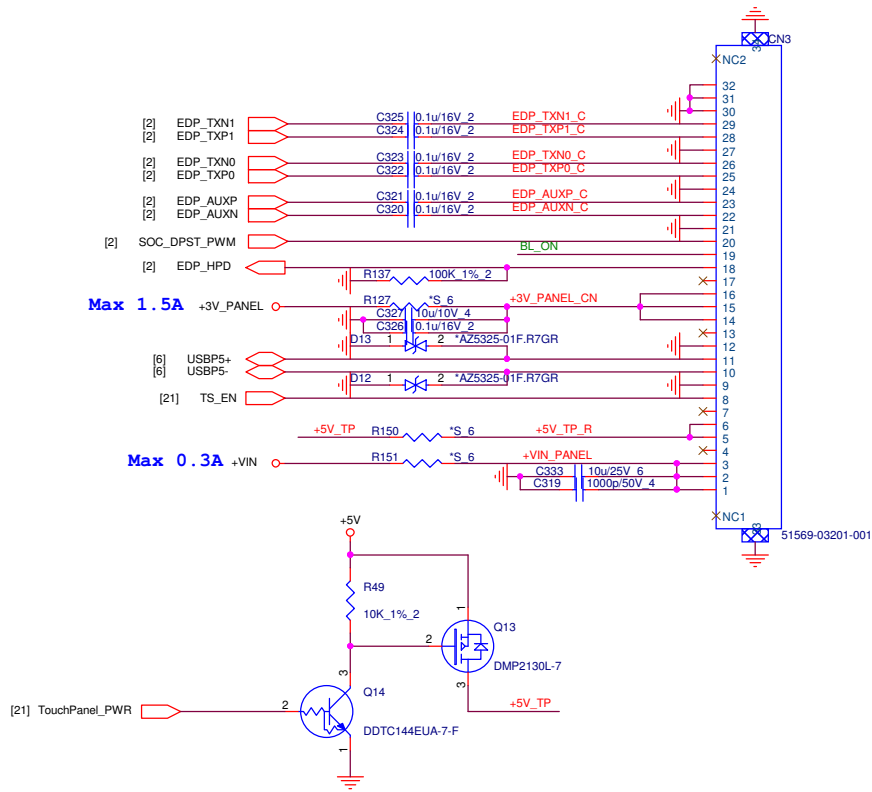 CN3
34
NC2
32
31
30
[2] EDP_TXN1 C325 0.1u/16V_2 EDP_TXN1_C 29
[2] EDP_TXP1 C324 0.1u/16V_2 EDP_TXP1_C 28
27
[2] EDP_TXN0 C323 0.1u/16V_2 EDP_TXN0_C 26
[2] EDP_TXP0 C322 0.1u/16V_2 EDP_TXP0_C 25
24
[2] EDP_AUXP C321 0.1u/16V_2 EDP_AUXP_C 23
[2] EDP_AUXN C320 0.1u/16V_2 EDP_AUXN_C 22
21
[2] SOC_DPST_PWM 20
BL_ON 19
[2] EDP_HPD 18
R137 100K_1%_2 17
16
Max 1.5A +3V_PANEL R127 *S_6 +3V_PANEL_CN 15
C327 10u/10V_4 14
C326 0.1u/16V_2 13
D13 1 2 *AZ5325-01F.R7GR 12
[6] USBP5+ 11
[6] USBP5- 10
D12 1 2 *AZ5325-01F.R7GR 9
[21] TS_EN 8
7
6
+5V_TP R150 *S_6 +5V_TP_R 5
4
Max 0.3A +VIN R151 *S_6 +VIN_PANEL 3
C333 10u/25V_6 2
C319 1000p/50V_4 1
NC1
33
51569-03201-001
+5V
R49
10K_1%_2
1
Q13
2
DMP2130L-7
3
3
+5V_TP
Q14
[21] TouchPanel_PWR 2
DDTC144EUA-7-F
1